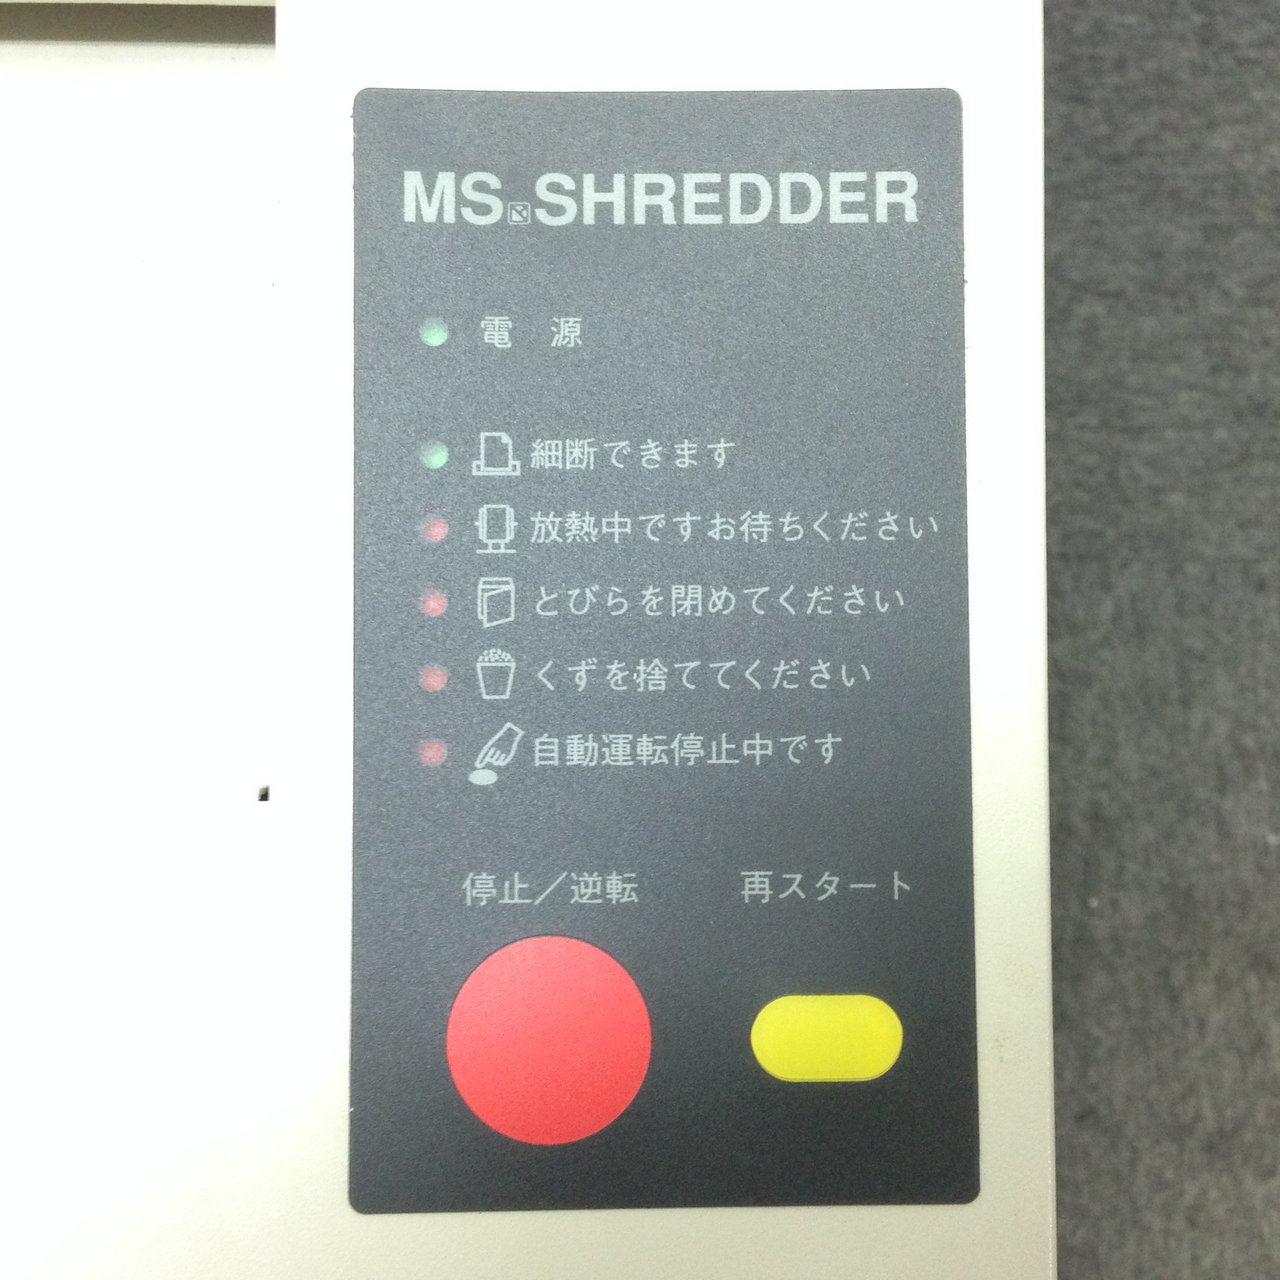 MS SHREDDER
電源
細断できます
放熱中ですお待ちください
とびらを閉めてください
くずを捨ててください
自動運転停止中です
停止／逆転 再スタート